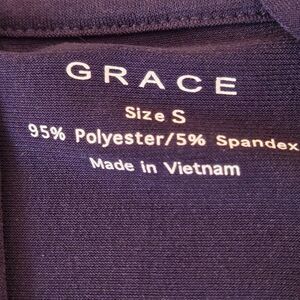 GRACE
Size S
95% Polyester/5% Spandex
Made in Vietnam